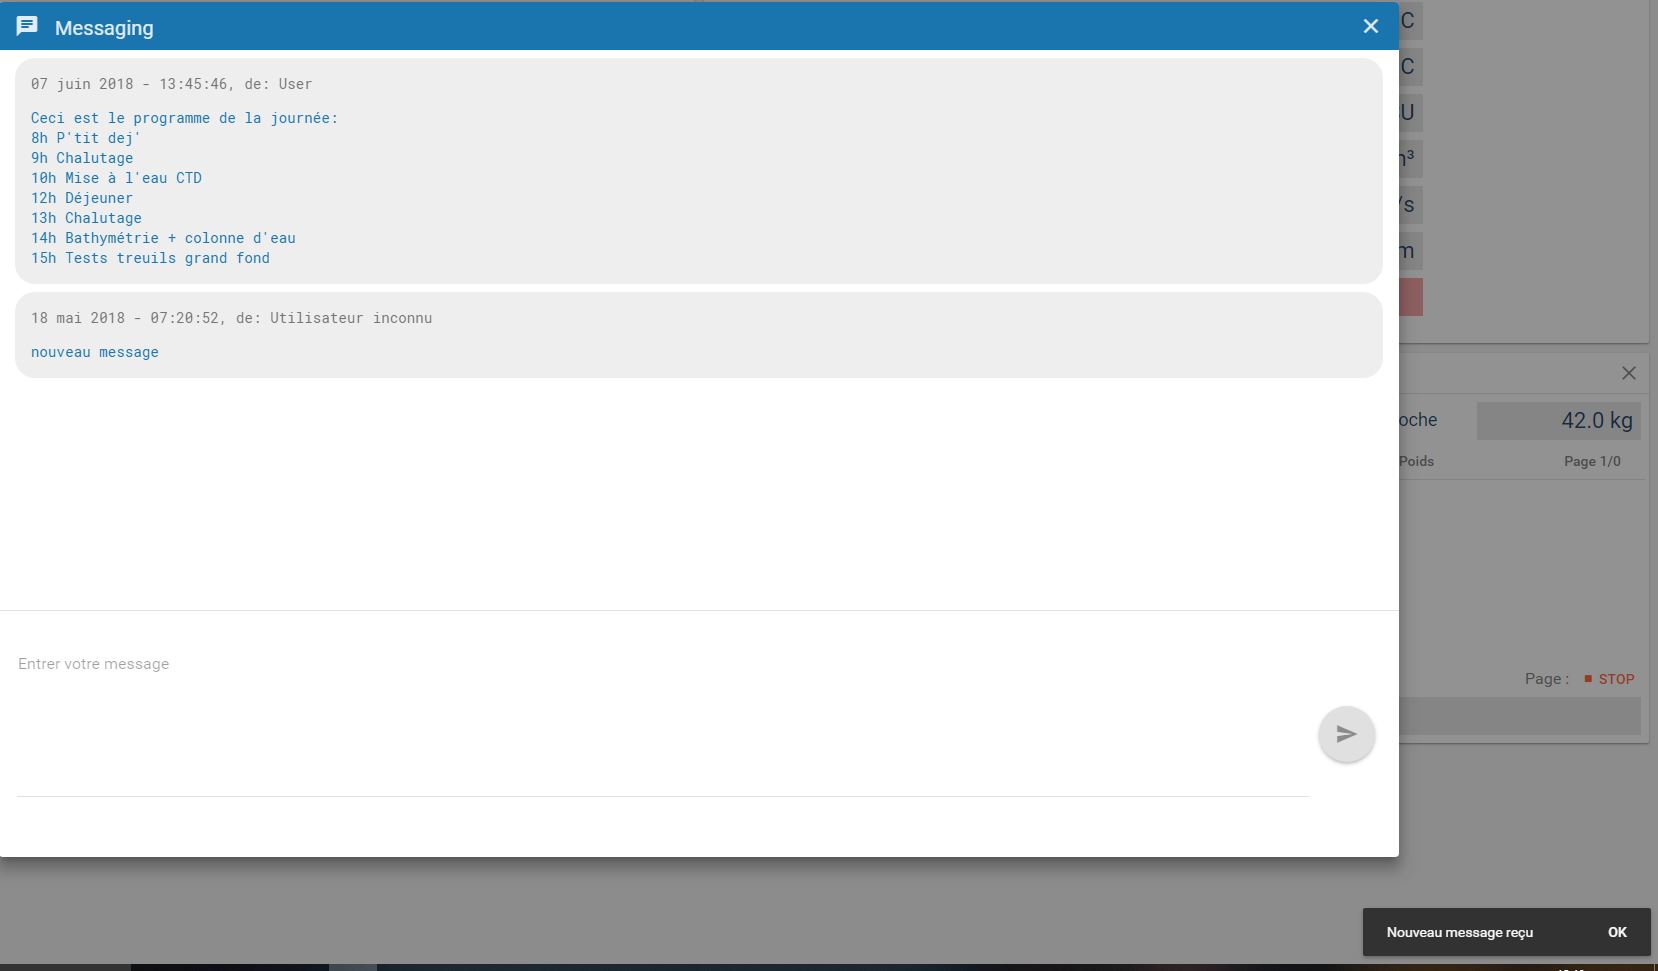 Messaging
07 juin 2018 - 13:45:46, de: User
Ceci est le programme de la journée:
8h P'tit dej'
9h Chalutage
10h Mise à l'eau CTD
12h Déjeuner
13h Chalutage
14h Bathymétrie + colonne d'eau
15h Tests treuils grand fond
18 mai 2018 - 07:20:52, de: Utilisateur inconnu
nouveau message
Entrer votre message
C
C
U
m³
/s
m
oche 42.0 kg
Poids Page 1/0
Page : STOP
Nouveau message reçu OK